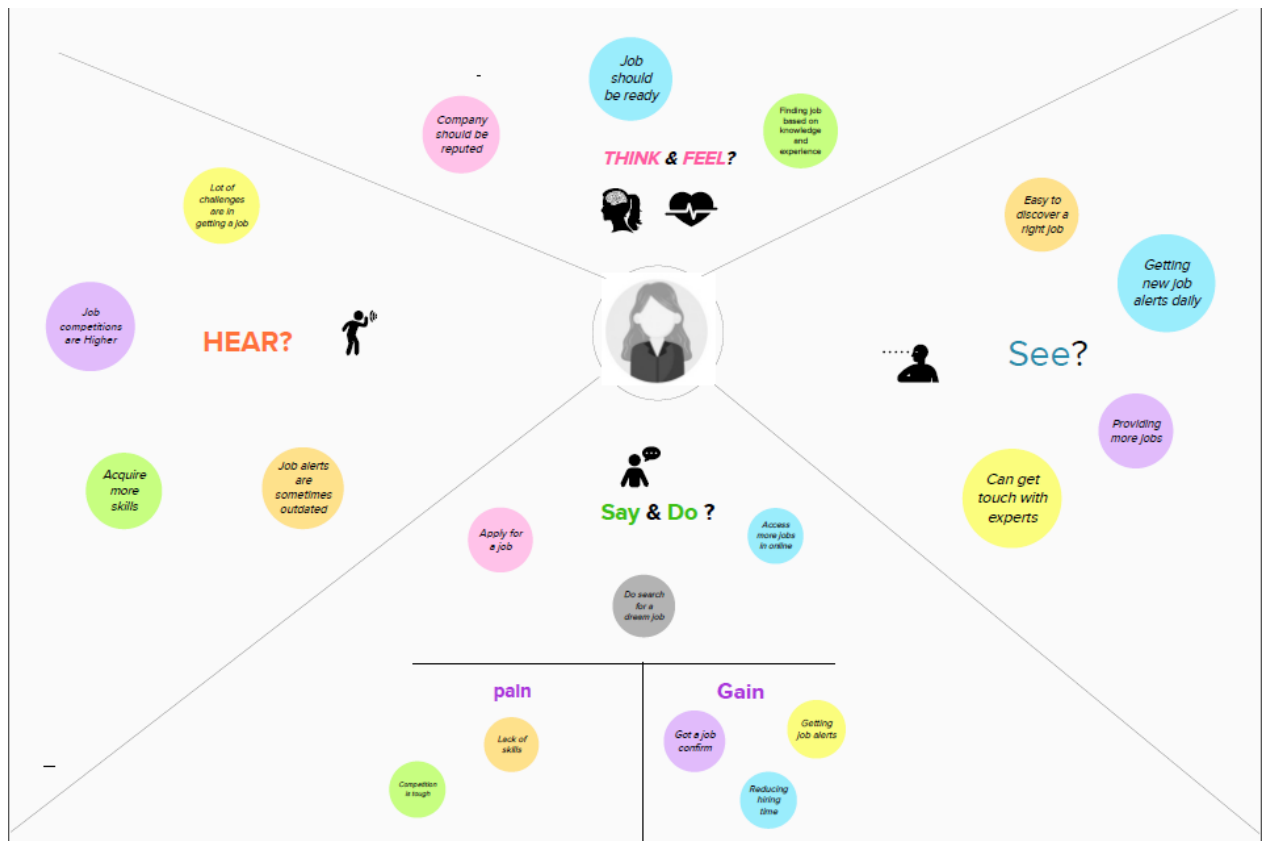 Job
should
be ready
Company
should be
reputed
Finding job
based on
knowledge
and
experience
THINK & FEEL?
Lot of
challenges
are in
getting a job
Job
competitions
are Higher
HEAR?
Acquire
more
skills
Job alerts
are
sometimes
outdated
Easy to
discover a
right job
Getting
new job
alerts daily
See?
Providing
more jobs
Can get
touch with
experts
Say & Do ?
Apply for
a job
Access
more jobs
in online
Do search
for a
dream job
pain
Lack of
skills
Competition
is tough
Gain
Got a job
confirm
Getting
job alerts
Reducing
hiring
time